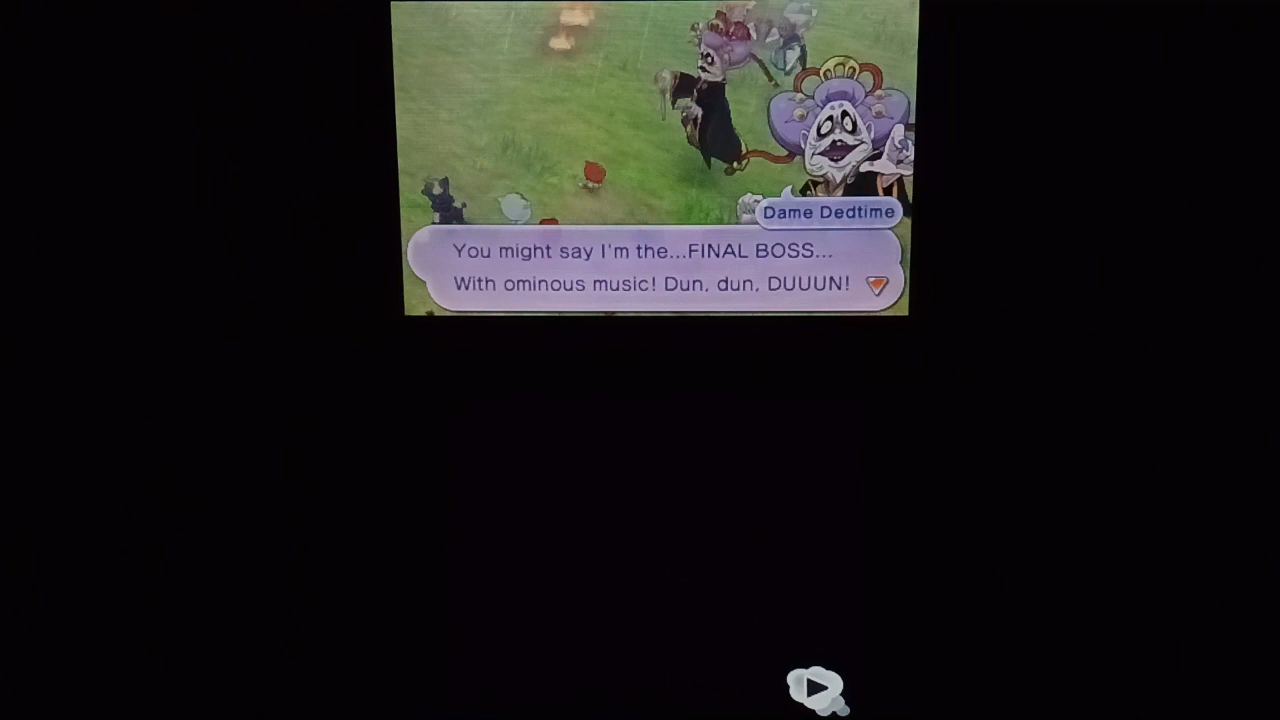 Dame Dedtime
You might say I'm the...FINAL BOSS...
With ominous music! Dun, dun, DUUUN!